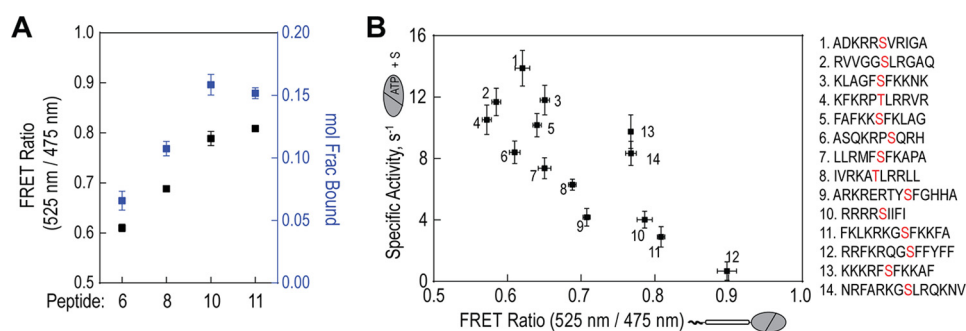 A
1.0
0.9
0.8
0.7
0.6
0.5
FRET Ratio
(525 nm / 475 nm)
0.20
0.15
0.10
0.05
0.00
mol Frac Bound
Peptide: 6 8 10 11
B
16
12
8
4
0
Specific Activity, s-1
ATP + s
1
2
3
4
5
6
7
8
9
10
11
12
13
14
0.5 0.6 0.7 0.8 0.9 1.0
FRET Ratio (525 nm / 475 nm)
1. ADKRRSVRIGA
2. RVVGGSLRGAQ
3. KLAGFSFKKNK
4. KFKRPTLRRVR
5. FAFKKSFKLAG
6. ASQKRPSQRH
7. LLRMFSFKAPA
8. IVRKATLRRLL
9. ARKRERTYSFGHHA
10. RRRRSIIFI
11. FKLKRKGSFKKFA
12. RRFKRQGSFFYFF
13. KKKRFSFKKAF
14. NRFARKGSLRQKNV